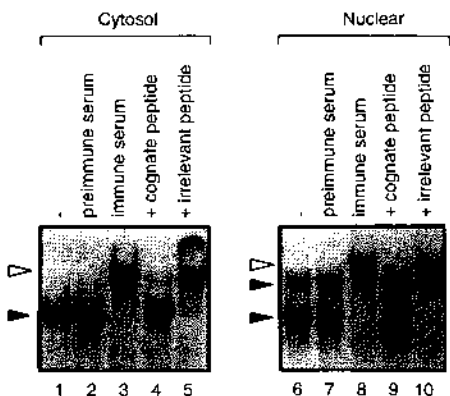 Cytosol
Nuclear
-
preimmune serum
immune serum
+ cognate peptide
+ irrelevant peptide
-
preimmune serum
immune serum
+ cognate peptide
+ irrelevant peptide
1 2 3 4 5
6 7 8 9 10